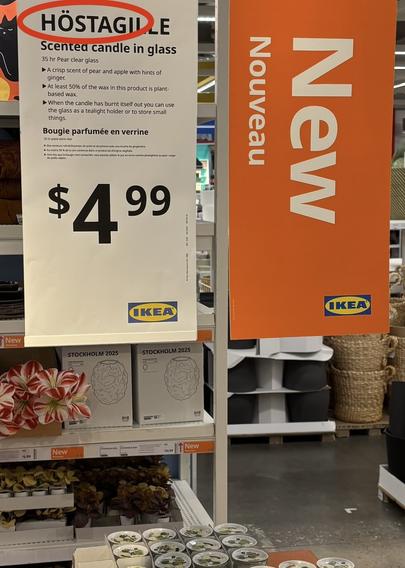 HÖSTAGILLE
Scented candle in glass
35 hr Pear clear glass
▶ A crisp scent of pear and apple with hints of
ginger.
▶ At least 50% of the wax in this product is plant-
based wax.
▶ When the candle has burnt itself out you can use
the glass as a tealight holder or to store small
things.
Bougie parfumée en verrine
$4.99
IKEA
New
Nouveau
IKEA
New
STOCKHOLM 2025
STOCKHOLM 2025
New
New